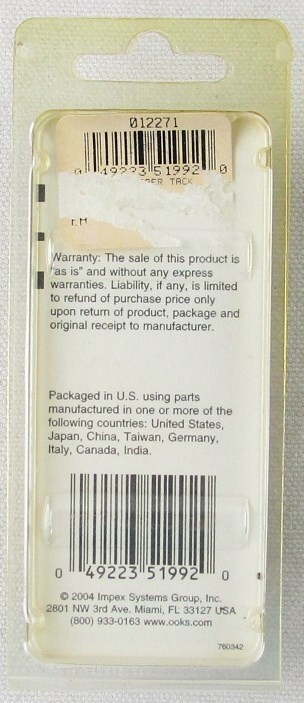 012271
0 49223 51992 0
TACK
Warranty: The sale of this product is
"as is" and without any express
warranties. Liability, if any, is limited
to refund of purchase price only
upon return of product, package and
original receipt to manufacturer.
Packaged in U.S. using parts
manufactured in one or more of the
following countries: United States,
Japan, China, Taiwan, Germany,
Italy, Canada, India.
0 49223 51992 0
© 2004 Impex Systems Group, Inc.
2801 NW 3rd Ave. Miami, FL 33127 USA
(800) 933-0163 www.ooks.com
760342